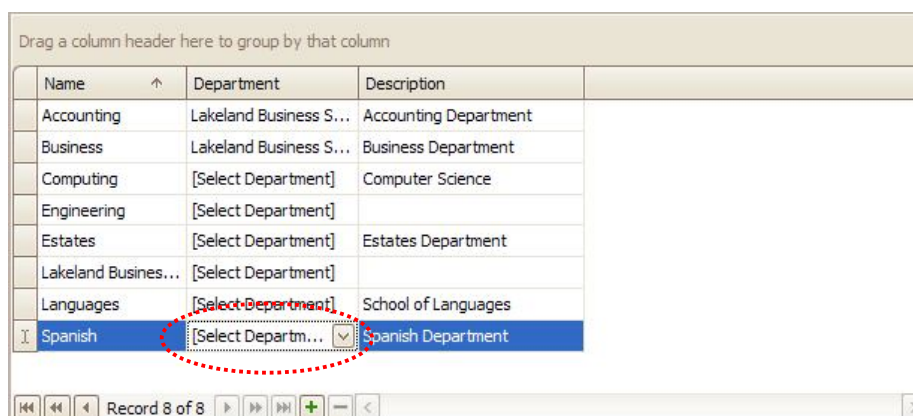 Drag a column header here to group by that column
Name Department Description
Accounting Lakeland Business S... Accounting Department
Business Lakeland Business S... Business Department
Computing [Select Department] Computer Science
Engineering [Select Department]
Estates [Select Department] Estates Department
Lakeland Busines... [Select Department]
Languages [Select Department] School of Languages
Spanish [Select Departm... Spanish Department
Record 8 of 8